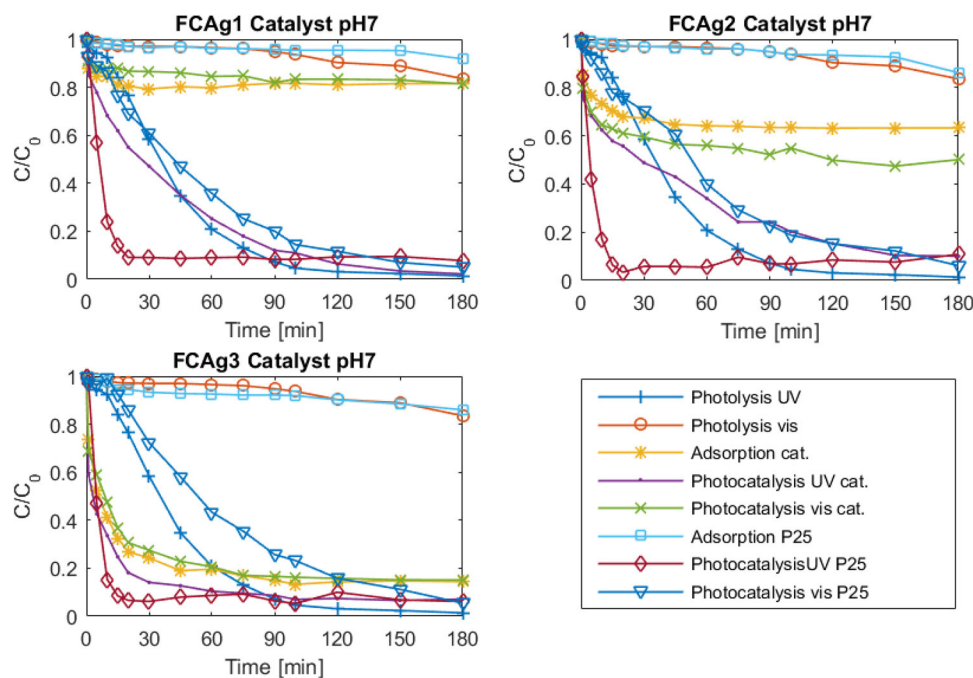 FCAg1 Catalyst pH7
1
0.8
0.6
0.4
0.2
0
C/C0
0 30 60 90 120 150 180
Time [min]
FCAg2 Catalyst pH7
1
0.8
0.6
0.4
0.2
0
C/C0
0 30 60 90 120 150 180
Time [min]
FCAg3 Catalyst pH7
1
0.8
0.6
0.4
0.2
0
C/C0
0 30 60 90 120 150 180
Time [min]
Photolysis UV
Photolysis vis
Adsorption cat.
Photocatalysis UV cat.
Photocatalysis vis cat.
Adsorption P25
PhotocatalysisUV P25
Photocatalysis vis P25